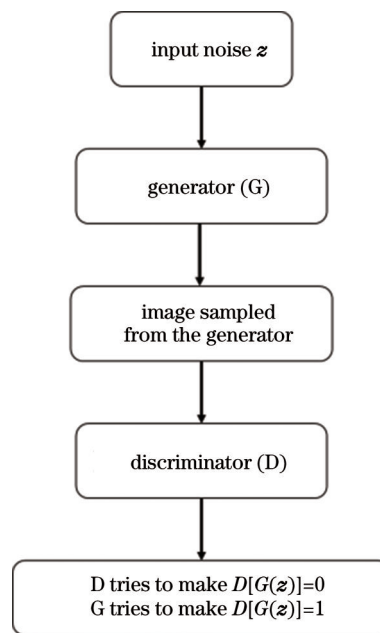 input noise z
generator (G)
image sampled
from the generator
discriminator (D)
D tries to make D[G(z)]=0
G tries to make D[G(z)]=1